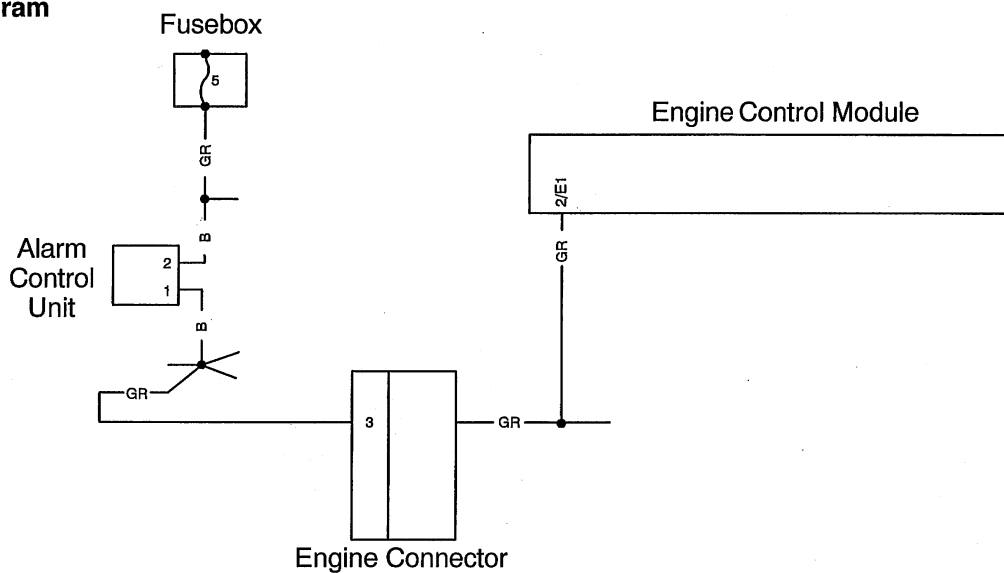 ram
Fusebox
5
GR
Engine Control Module
2/E1
GR
B
Alarm
Control
Unit
2
1
B
GR
3
GR
Engine Connector